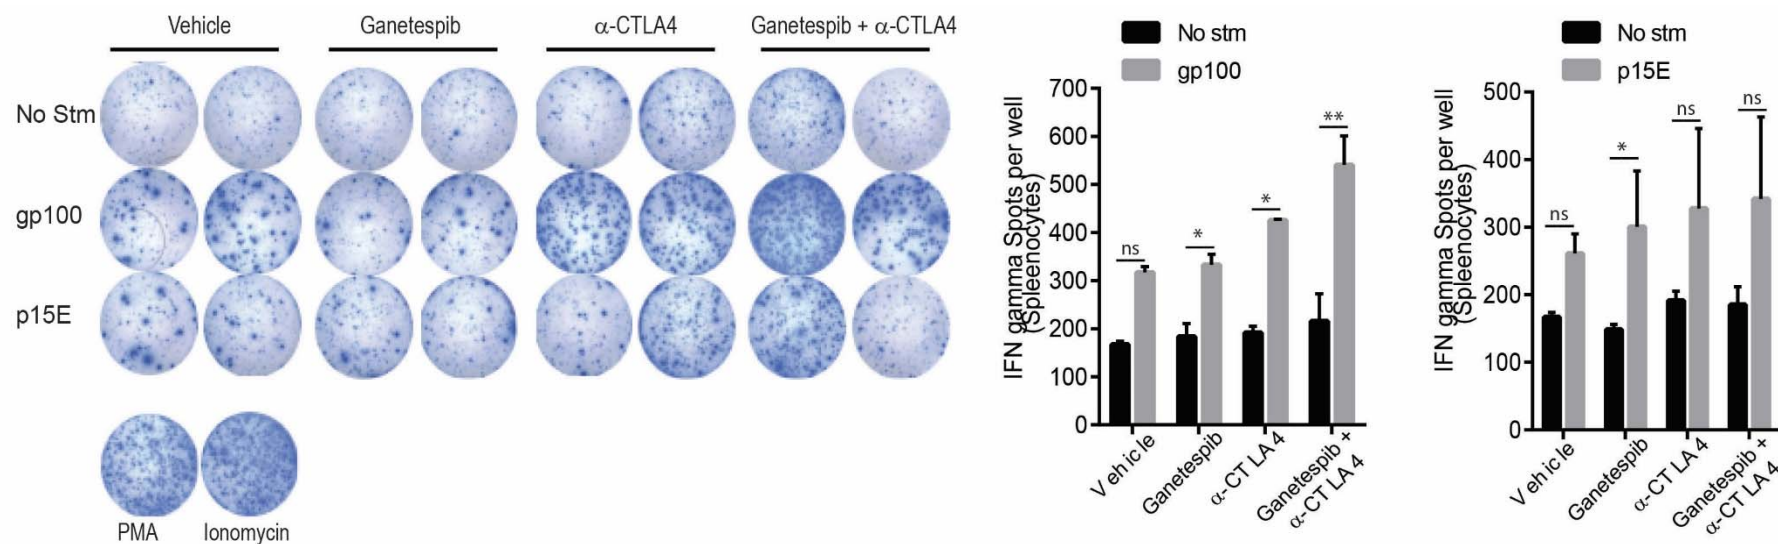 Vehicle Ganetespib α-CTLA4 Ganetespib + α-CTLA4
No Stm
gp100
p15E
PMA Ionomycin
No stm
gp100
IFN gamma Spots per well
(Spleenocytes)
700
600
500
400
300
200
100
0
ns
*
*
**
Vehicle
Ganetespib
α-CTLA4
Ganetespib +
α-CTLA4
No stm
p15E
IFN gamma Spots per well
(Spleenocytes)
500
400
300
200
100
0
ns
*
ns
ns
Vehicle
Ganetespib
α-CTLA4
Ganetespib +
α-CTLA4